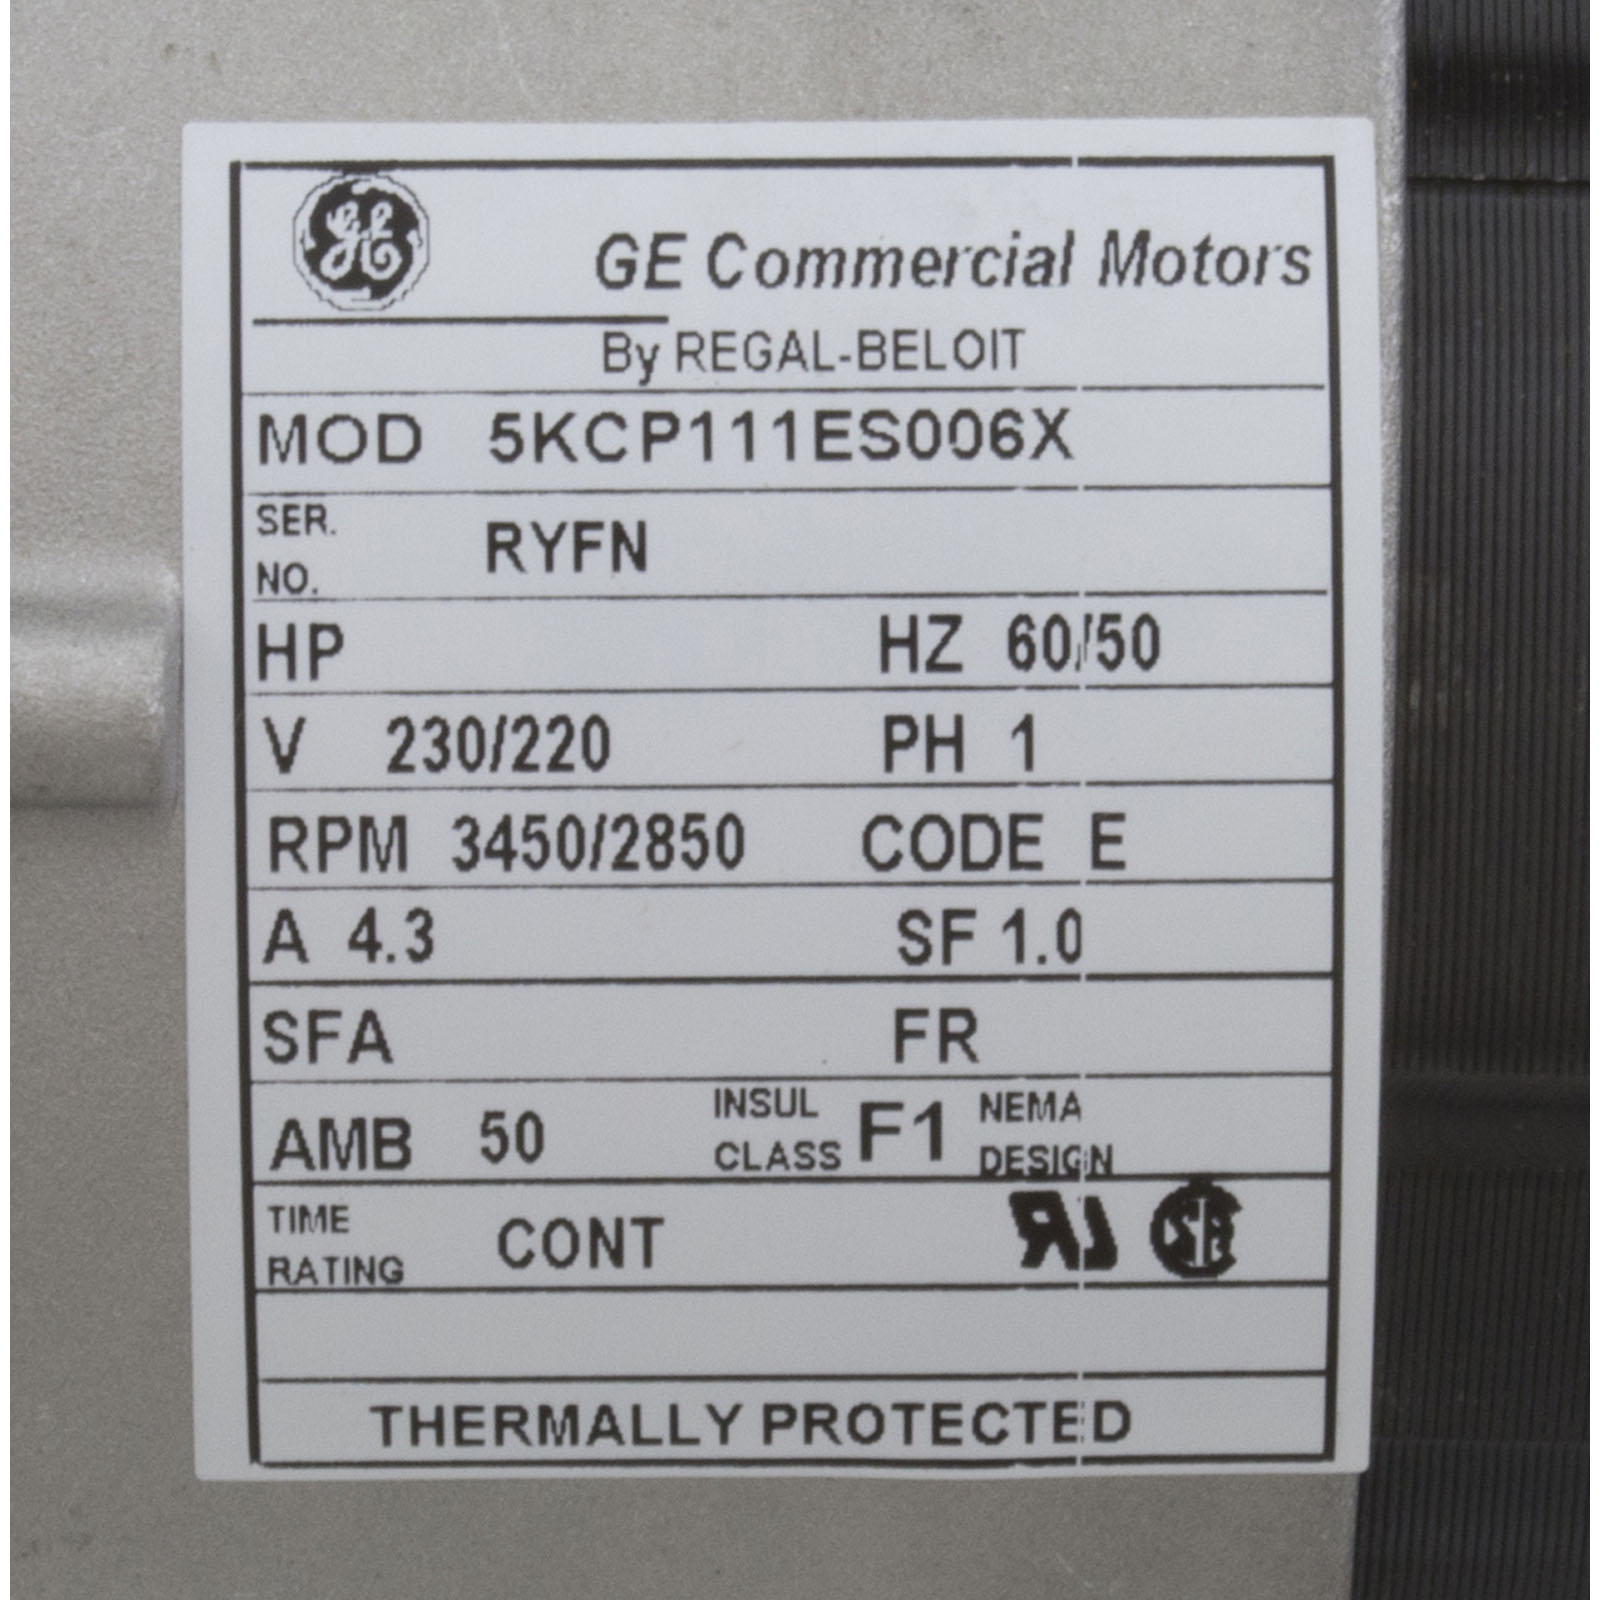 GE
GE Commercial Motors
By REGAL-BELOIT
MOD 5KCP111ES006X
SER. NO. RYFN
HP HZ 60/50
V 230/220 PH 1
RPM 3450/2850 CODE E
A 4.3 SF 1.0
SFA FR
AMB 50 INSUL CLASS F1 NEMA DESIGN
TIME RATING CONT
THERMALLY PROTECTED